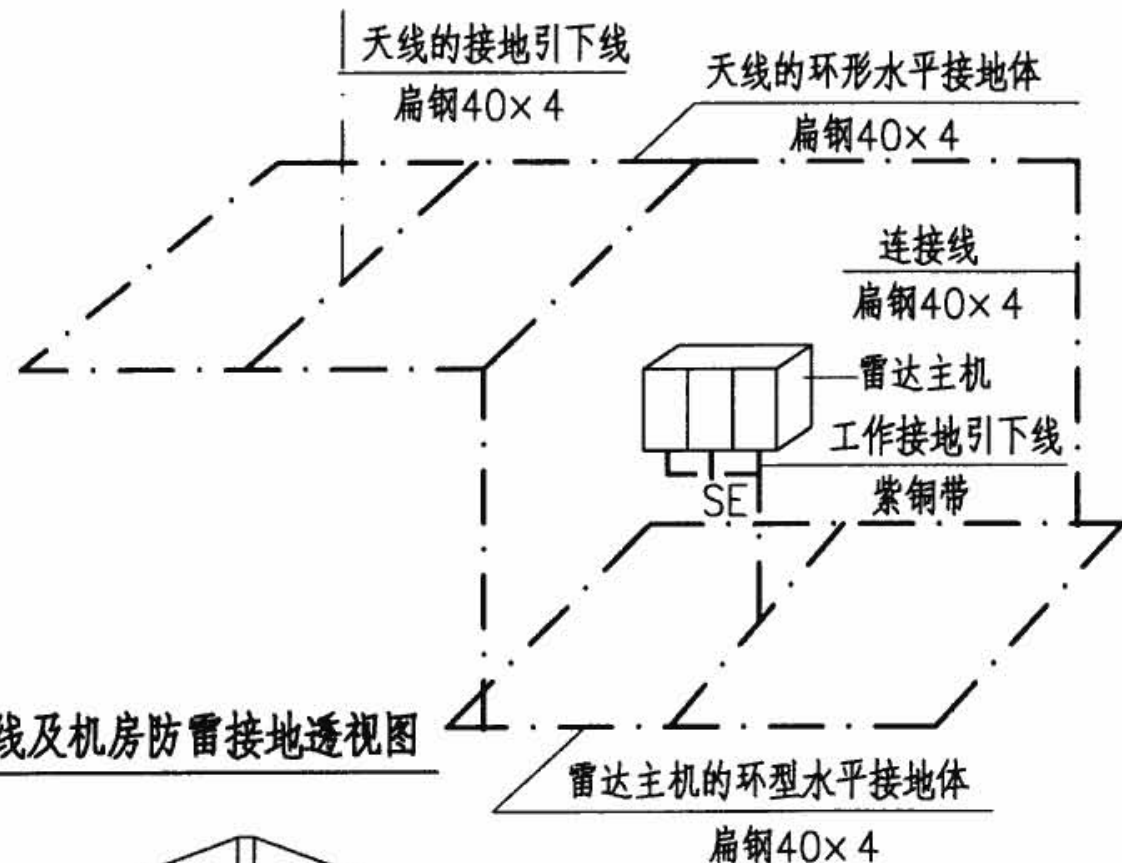 天线的接地引下线
扁钢40×4
天线的环形水平接地体
扁钢40×4
连接线
扁钢40×4
雷达主机
工作接地引下线
紫铜带
SE
线及机房防雷接地透视图
雷达主机的环型水平接地体
扁钢40×4